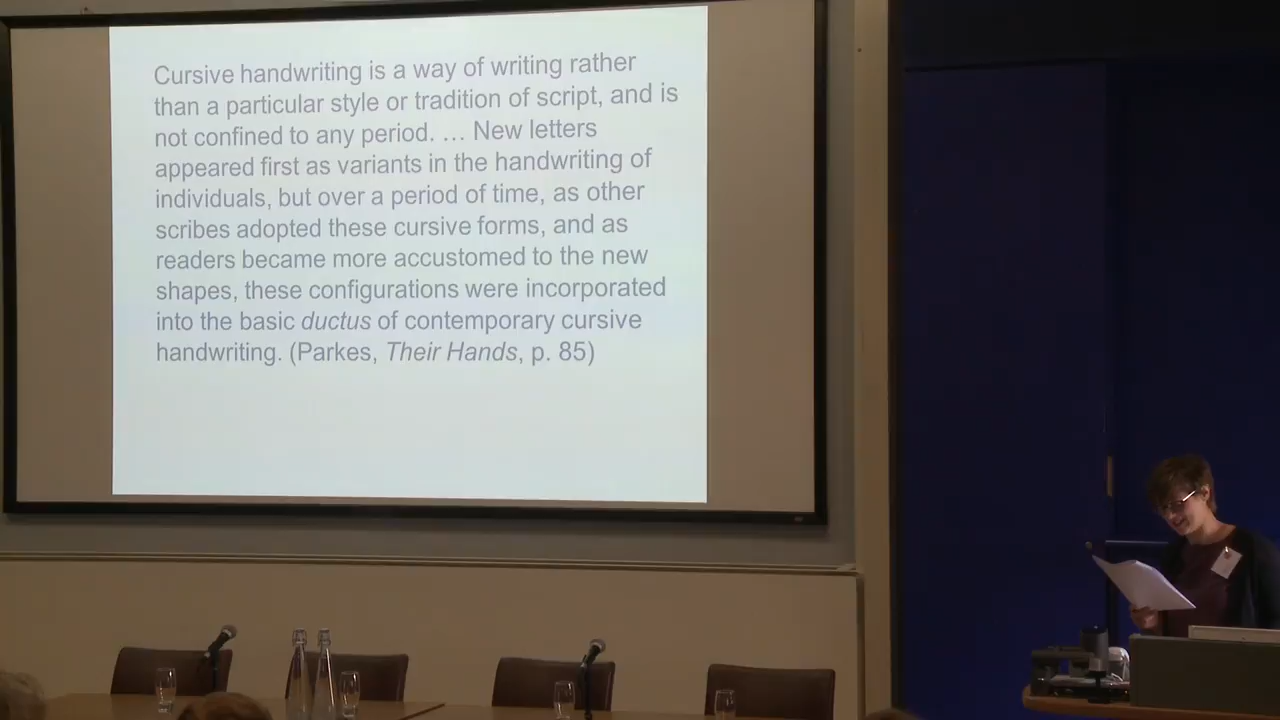 Cursive handwriting is a way of writing rather
than a particular style or tradition of script, and is
not confined to any period. … New letters
appeared first as variants in the handwriting of
individuals, but over a period of time, as other
scribes adopted these cursive forms, and as
readers became more accustomed to the new
shapes, these configurations were incorporated
into the basic ductus of contemporary cursive
handwriting. (Parkes, Their Hands, p. 85)